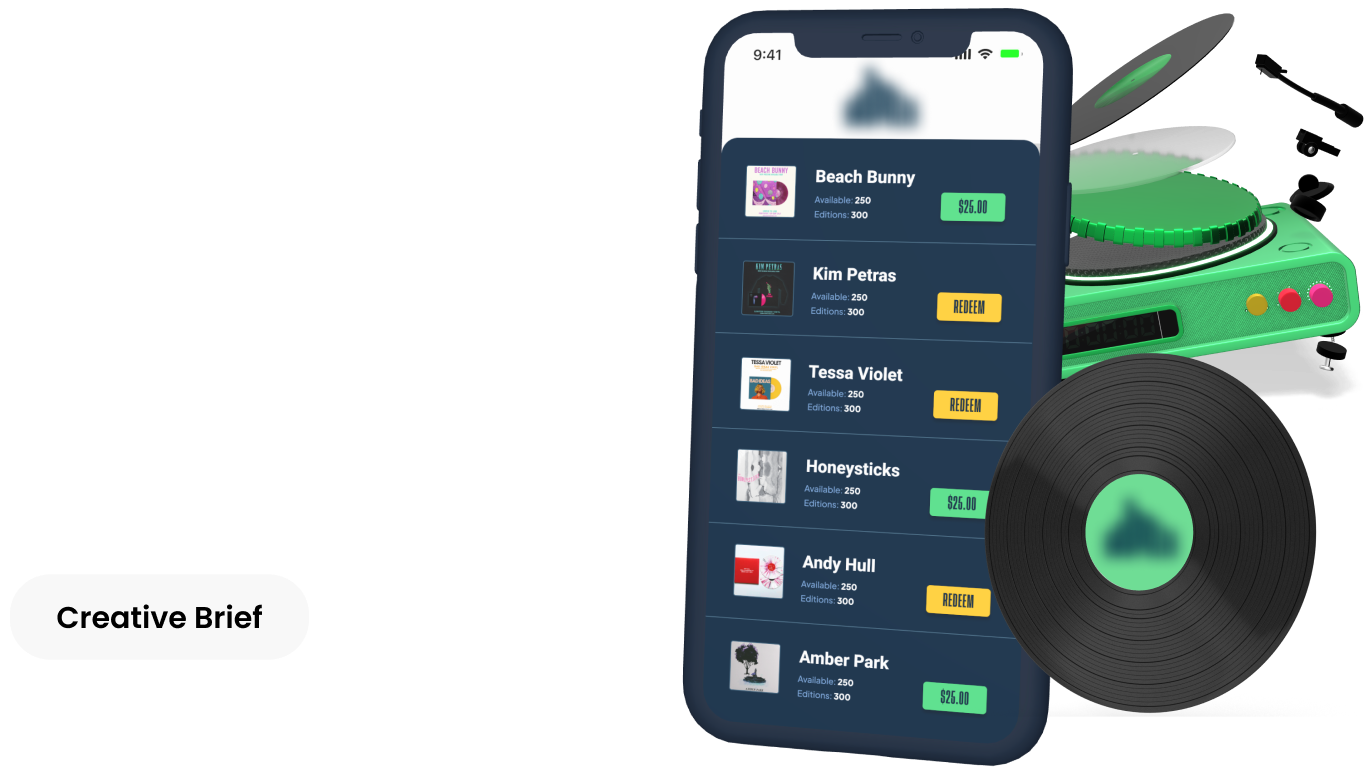 9:41
BEACH BUNNY
Beach Bunny
Available: 250
Editions: 300
$25.00
KIM PETRAS
Kim Petras
Available: 250
Editions: 300
REDEEM
TESSA VIOLET
BAD IDEAS
Tessa Violet
Available: 250
Editions: 300
REDEEM
Honeysticks
Available: 250
Editions: 300
$25.00
Andy Hull
Available: 250
Editions: 300
REDEEM
Amber Park
Available: 250
Editions: 300
$25.00
Creative Brief